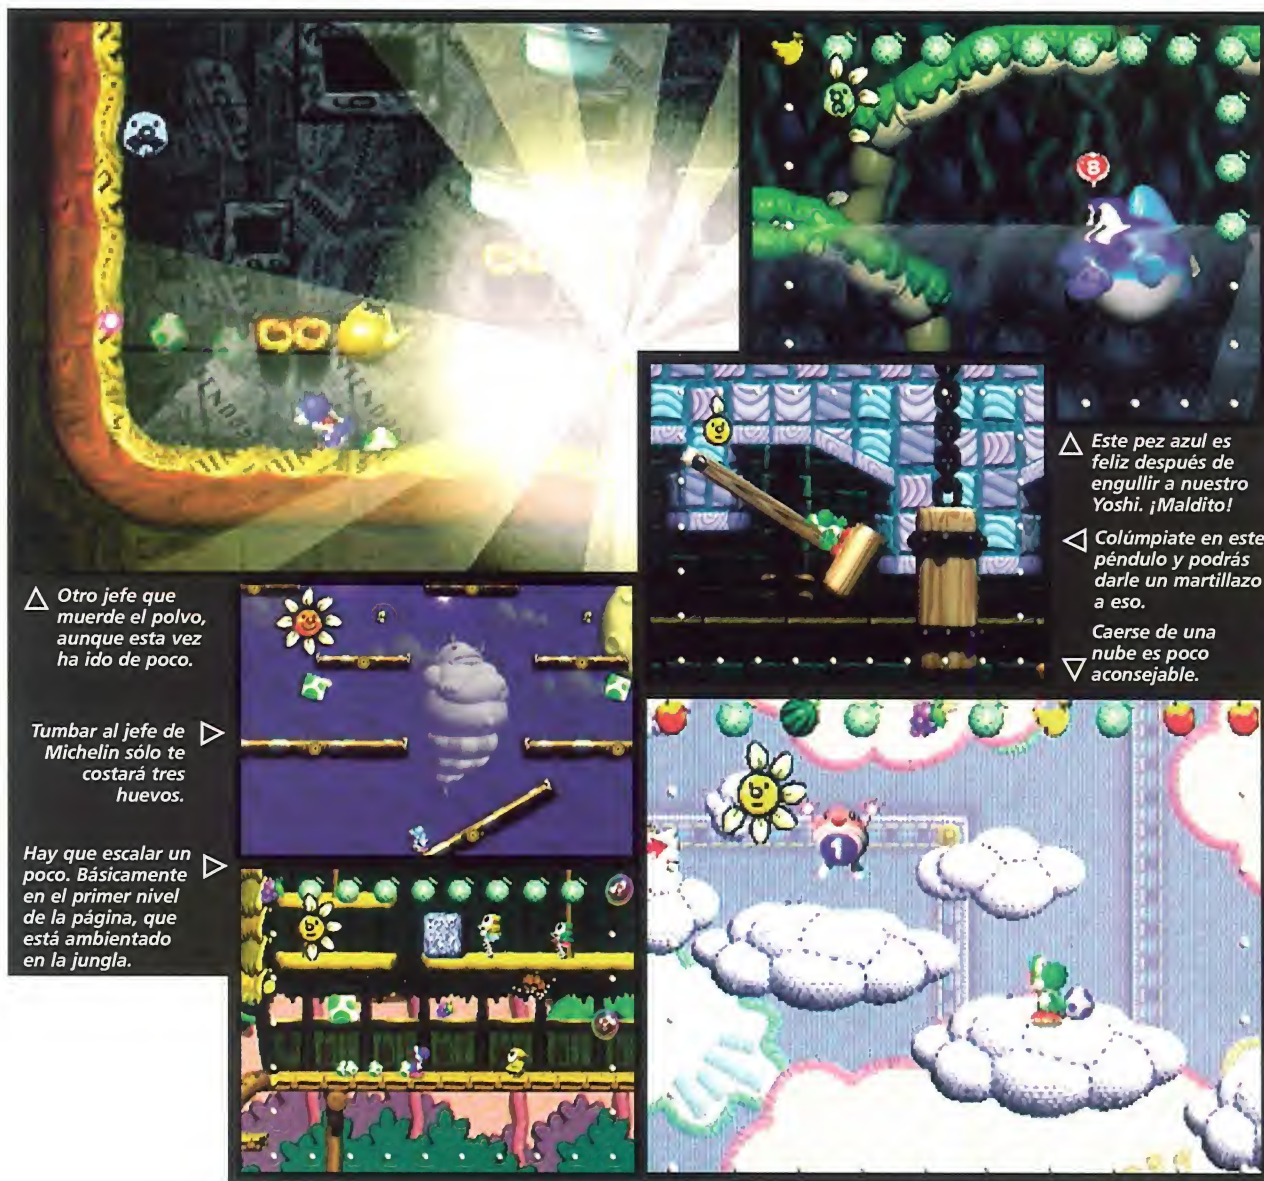 8
△ Este pez azul es
feliz después de
engullir a nuestro
Yoshi. ¡Maldito!
◁ Colúmpiate en este
péndulo y podrás
darle un martillazo
a eso.
Caerse de una
nube es poco
▽ aconsejable.
△ Otro jefe que
muerde el polvo,
aunque esta vez
ha ido de poco.
Tumbar al jefe de ▷
Michelin sólo te
costará tres
huevos.
Hay que escalar un ▷
poco. Básicamente
en el primer nivel
de la página, que
está ambientado
en la jungla.
1